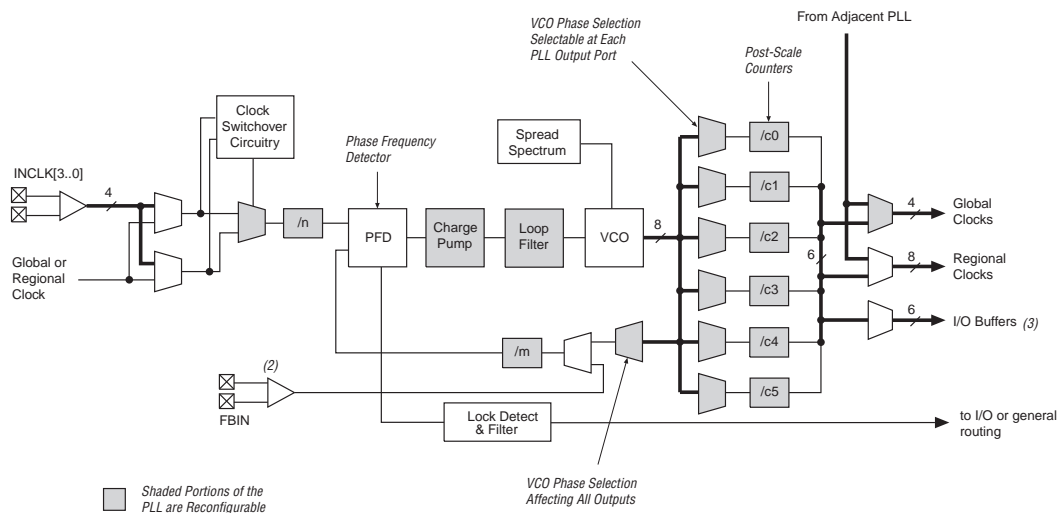 From Adjacent PLL
VCO Phase Selection
Selectable at Each
PLL Output Port
Post-Scale
Counters
Clock
Switchover
Circuitry
Phase Frequency
Detector
Spread
Spectrum
/c0
INCLK[3..0]
4
/c1
4
Global
Clocks
/n
PFD
Charge
Pump
Loop
Filter
VCO
8
/c2
6
8
Regional
Clocks
Global or
Regional
Clock
/c3
6
I/O Buffers (3)
/m
/c4
(2)
FBIN
/c5
Lock Detect
& Filter
to I/O or general
routing
VCO Phase Selection
Affecting All Outputs
Shaded Portions of the
PLL are Reconfigurable